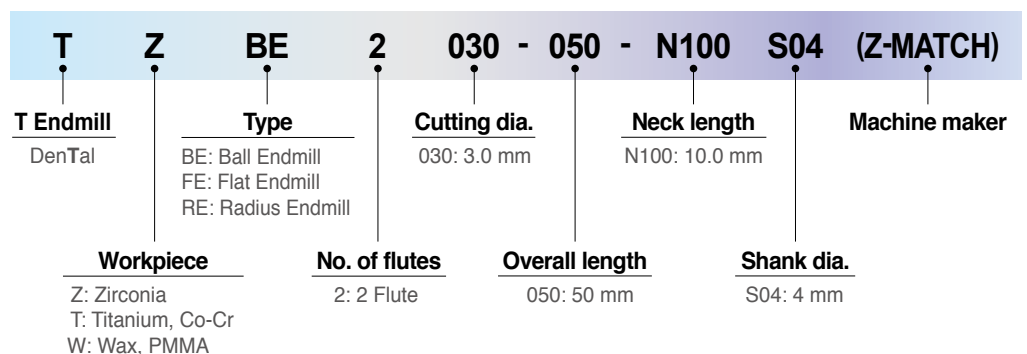 T Z BE 2 030 - 050 - N100 S04 (Z-MATCH)
T Endmill
DenTal
Type
BE: Ball Endmill
FE: Flat Endmill
RE: Radius Endmill
Cutting dia.
030: 3.0 mm
Neck length
N100: 10.0 mm
Machine maker
Workpiece
Z: Zirconia
T: Titanium, Co-Cr
W: Wax, PMMA
No. of flutes
2: 2 Flute
Overall length
050: 50 mm
Shank dia.
S04: 4 mm